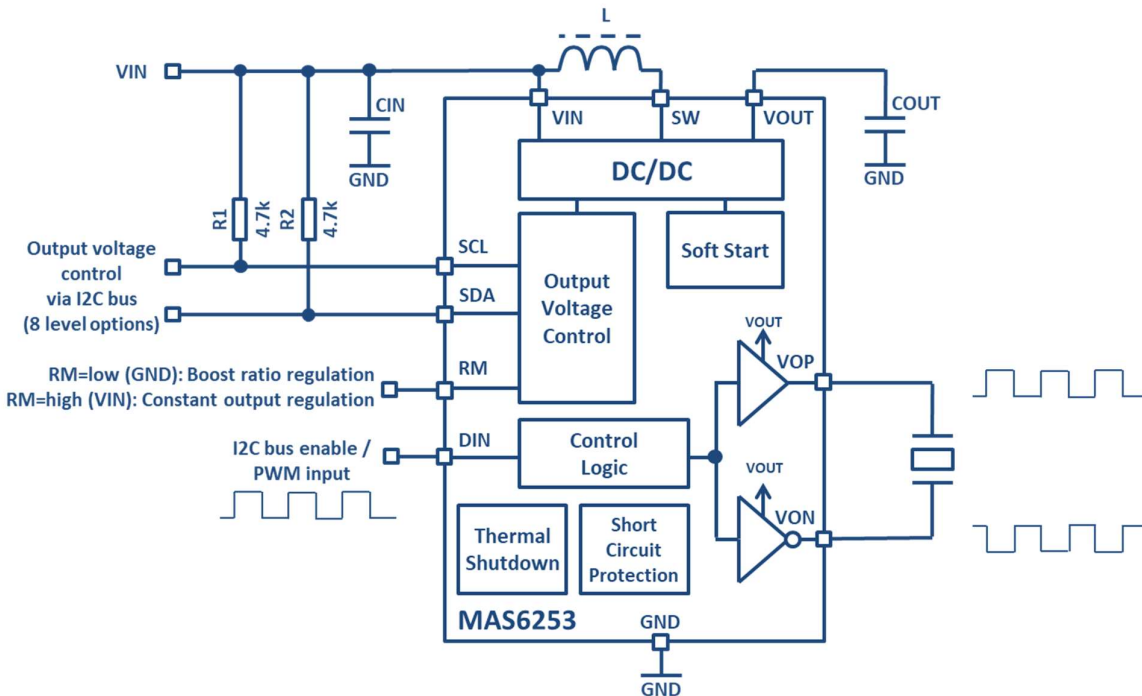 L
VIN
CIN
GND
VIN
SW
VOUT
COUT
GND
DC/DC
R1
4.7k
R2
4.7k
Soft Start
Output voltage
control
via I2C bus
(8 level options)
SCL
SDA
Output
Voltage
Control
RM=low (GND): Boost ratio regulation
RM=high (VIN): Constant output regulation
RM
VOUT
VOP
I2C bus enable /
PWM input
DIN
Control
Logic
VOUT
VON
Thermal
Shutdown
Short
Circuit
Protection
MAS6253
GND
GND